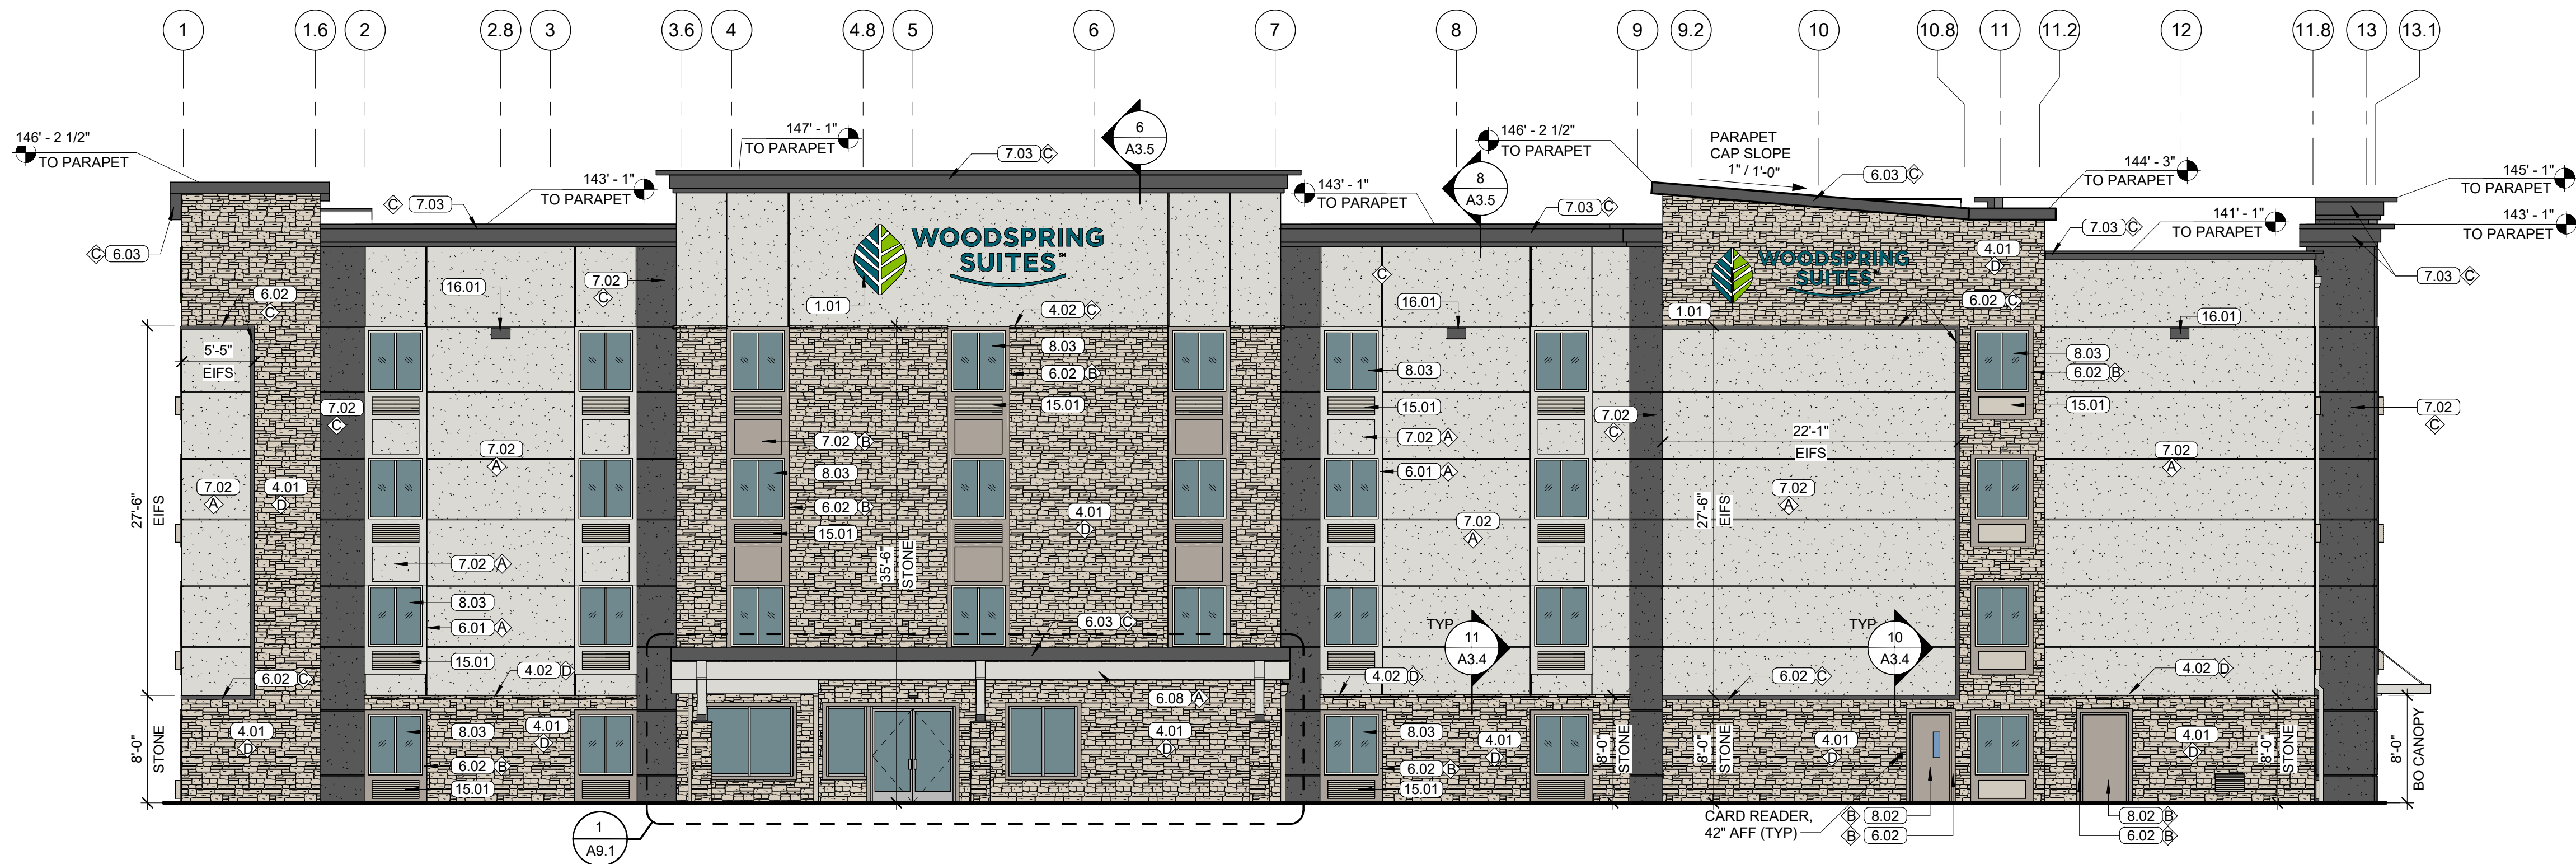 1 1.6 2 2.8 3 3.6 4 4.8 5 6 7 8 9 9.2 10 10.8 11 11.2 12 11.8 13 13.1
146' - 2 1/2"
TO PARAPET
143' - 1"
TO PARAPET
147' - 1"
TO PARAPET
6
A3.5
143' - 1"
TO PARAPET
8
A3.5
146' - 2 1/2"
TO PARAPET
PARAPET
CAP SLOPE
1" / 1'-0"
144' - 3"
TO PARAPET
141' - 1"
TO PARAPET
145' - 1"
TO PARAPET
143' - 1"
TO PARAPET
C 7.03
7.03 C
7.03 C
6.03 C
7.03 C
7.03 C
C 6.03
WOODSPRING
SUITES SM
1.01
WOODSPRING
SUITES
1.01
4.01
D
6.02
C
16.01
7.02
C
7.02
4.02 C
C
16.01
6.02 C
16.01
5'-5"
EIFS
8.03
6.02 B
15.01
8.03
15.01
7.02 A
6.01 A
8.03
6.02 B
15.01
7.02
C
7.02
A
7.02 B
8.03
6.02 B
15.01
7.02
C
22'-1"
EIFS
7.02
A
7.02
C
27'-6"
EIFS
7.02
A
4.01
D
7.02 A
8.03
6.01 A
15.01
4.02 D
6.02 C
35'-6"
STONE
4.01
D
7.02
A
27'-6"
EIFS
7.02
A
6.03 C
TYP
11
A3.4
TYP
10
A3.4
6.08 A
4.02 D
6.02 C
4.02 D
8'-0"
STONE
4.01
D
8.03
4.01
D
6.02 B
15.01
4.01
D
8.03
6.02 B
15.01
4.01
D
8'-0"
STONE
8'-0"
STONE
4.01
D
4.01
D
8'-0"
STONE
8'-0"
BO CANOPY
1
A9.1
CARD READER,
42" AFF (TYP)
B 8.02
B 6.02
8.02 B
6.02 B